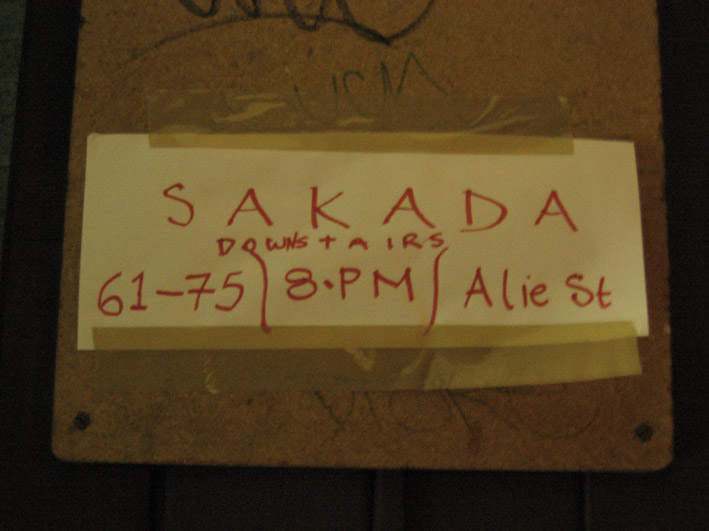 SAKADA
DOWNSTAIRS
61-75) 8.PM ( Alie St